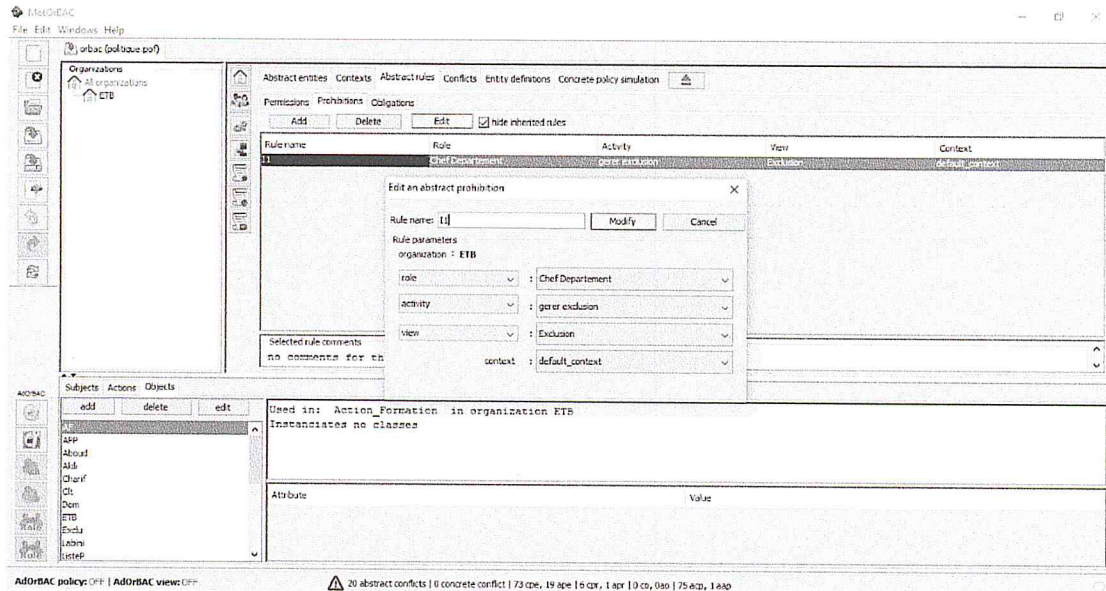 MotOrBAC
File Edit Windows Help
orbac (politique.pof)
Organizations
All organizations
ETB
Abstract entities Contexts Abstract rules Conflicts Entity definitions Concrete policy simulation
Permissions Prohibitions Obligations
Add Delete Edit hide inherited rules
Rule name Role Activity View Context
I1 Chef Departement gerer exclusion Exclusion default_context
Edit an abstract prohibition
Rule name: I1 Modify Cancel
Rule parameters
organization : ETB
role : Chef Departement
activity : gerer exclusion
view : Exclusion
context : default_context
Selected rule comments
no comments for th
Subjects Actions Objects
AdOrBAC
add delete edit
Used in: Action_Formation in organization ETB
Instanciates no classes
AF
APP
Aboud
Charif
Clt
Dem
ETB
Exclu
Labini
ListeP
Attribute Value
Role
Role
AdOrBAC policy: OFF | AdOrBAC view: OFF
20 abstract conflicts | 0 concrete conflict | 73 cpe, 19 ape | 6 cpr, 1 apr | 0 co, 0ao | 75 acp, 1 aap